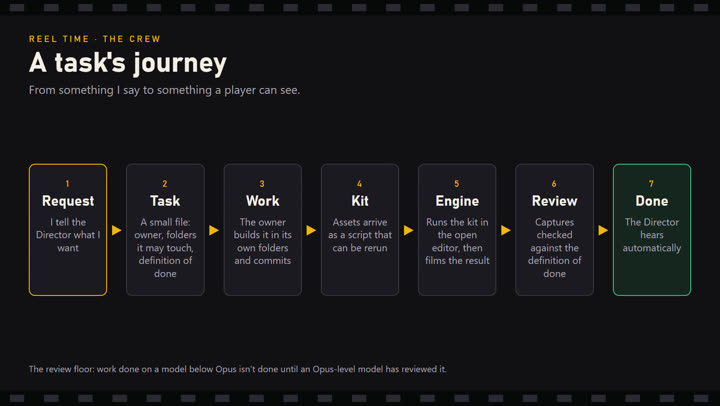 REEL TIME · THE CREW
A task's journey
From something I say to something a player can see.
1
Request
I tell the
Director what I
want
2
Task
A small file:
owner, folders
it may touch,
definition of
done
3
Work
The owner
builds it in its
own folders
and commits
4
Kit
Assets arrive
as a script that
can be rerun
5
Engine
Runs the kit in
the open
editor, then
films the result
6
Review
Captures
checked
against the
definition of
done
7
Done
The Director
hears
automatically
The review floor: work done on a model below Opus isn't done until an Opus-level model has reviewed it.